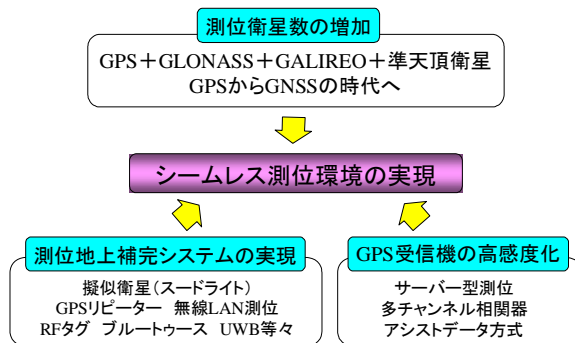 測位衛星数の増加
GPS＋GLONASS＋GALIREO＋準天頂衛星
GPSからGNSSの時代へ
シームレス測位環境の実現
測位地上補完システムの実現
擬似衛星（スードライト）
GPSリピーター 無線LAN測位
RFタグ ブルートゥース UWB等々
GPS受信機の高感度化
サーバー型測位
多チャンネル相関器
アシストデータ方式